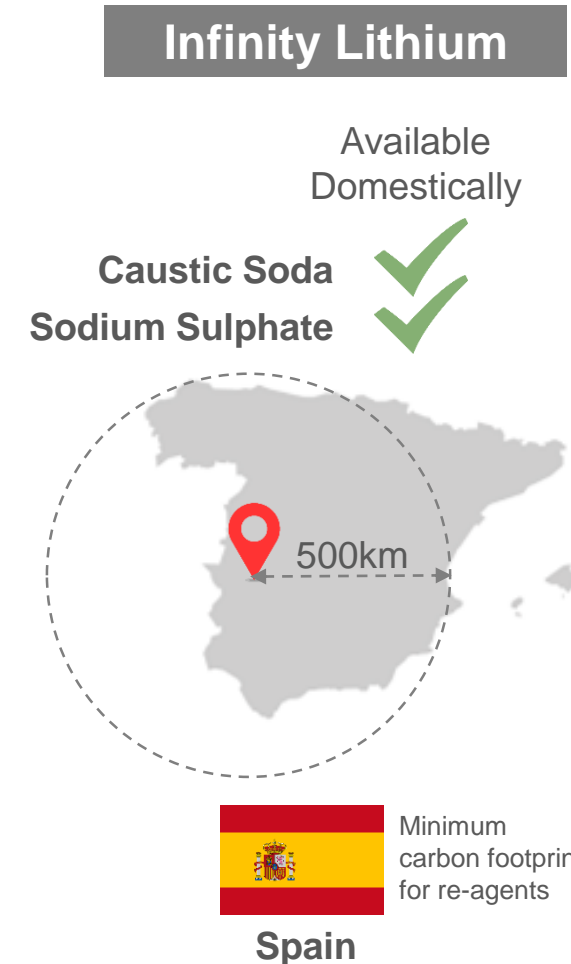 Infinity Lithium
Available
Domestically
Caustic Soda
Sodium Sulphate
500km
Minimum
carbon footprin
for re-agents
Spain